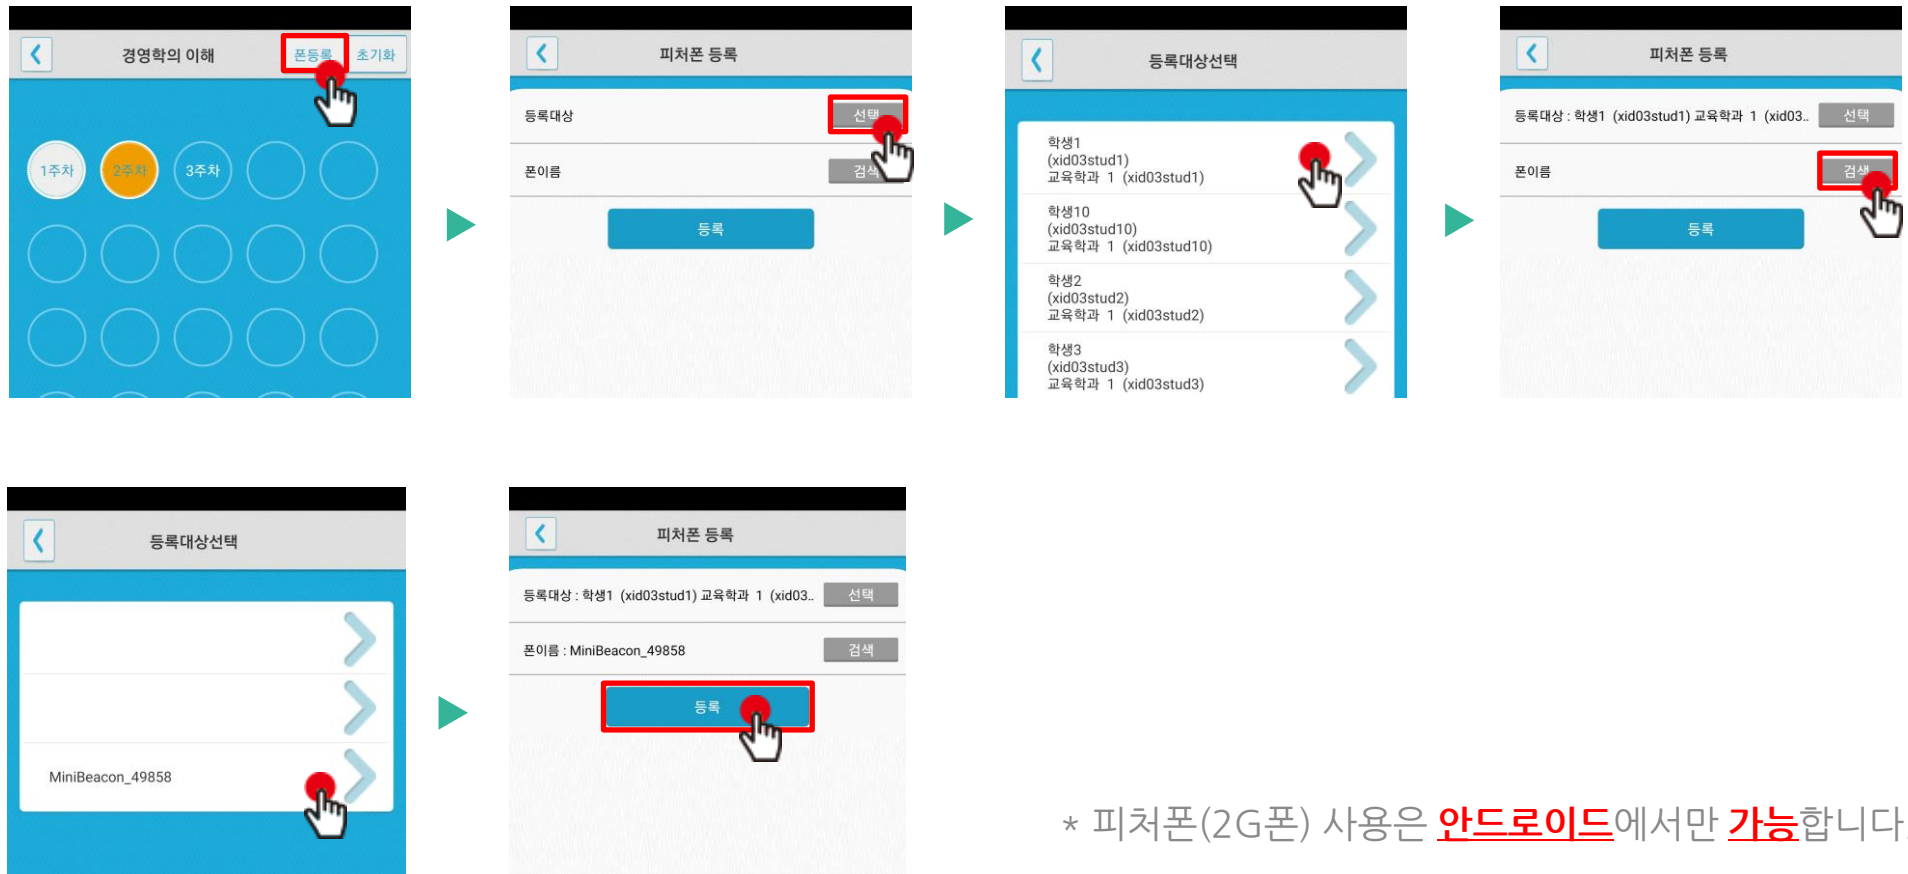 경영학의 이해
폰등록
초기화
1주차
2주차
3주차
피처폰 등록
등록대상
선택
폰이름
검색
등록
등록대상선택
학생1
(xid03stud1)
교육학과 1 (xid03stud1)
학생10
(xid03stud10)
교육학과 1 (xid03stud10)
학생2
(xid03stud2)
교육학과 1 (xid03stud2)
학생3
(xid03stud3)
교육학과 1 (xid03stud3)
피처폰 등록
등록대상 : 학생1 (xid03stud1) 교육학과 1 (xid03..
선택
폰이름
검색
등록
등록대상선택
MiniBeacon_49858
피처폰 등록
등록대상 : 학생1 (xid03stud1) 교육학과 1 (xid03..
선택
폰이름 : MiniBeacon_49858
검색
등록
* 피처폰(2G폰) 사용은 안드로이드에서만 가능합니다.